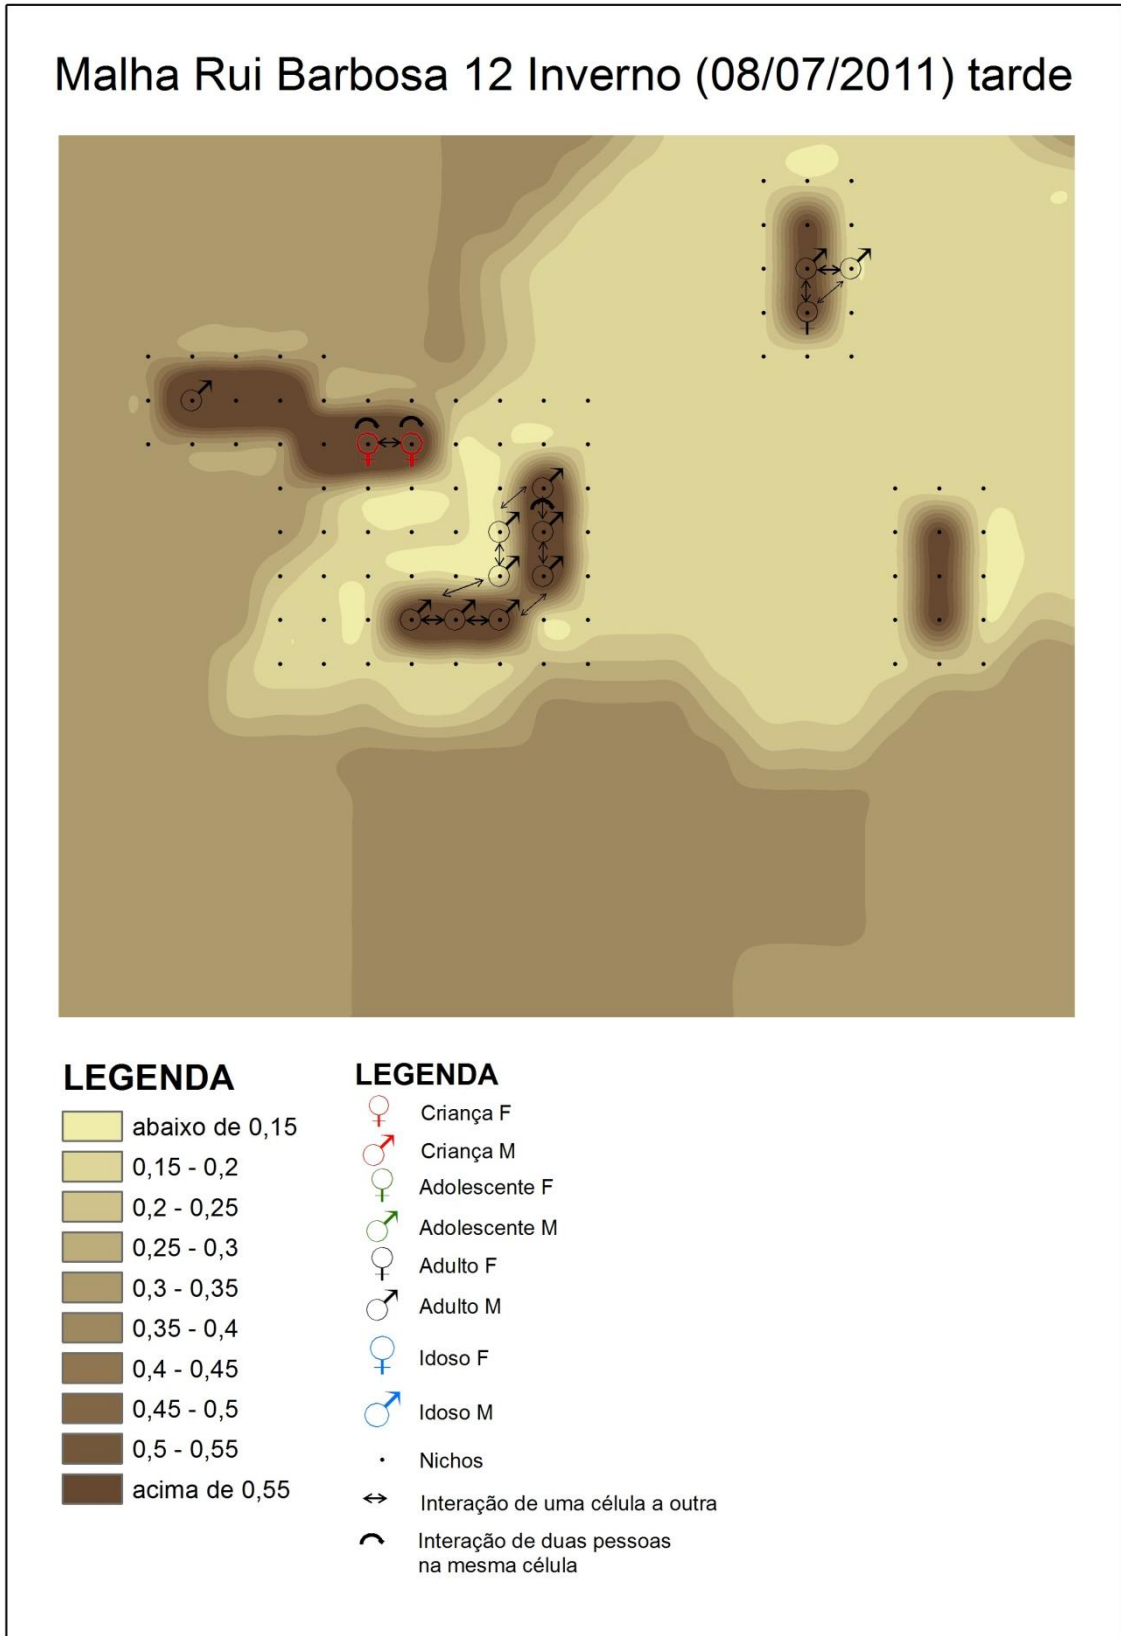 Malha Rui Barbosa 12 Inverno (08/07/2011) tarde
LEGENDA
abaixo de 0,15
0,15 - 0,2
0,2 - 0,25
0,25 - 0,3
0,3 - 0,35
0,35 - 0,4
0,4 - 0,45
0,45 - 0,5
0,5 - 0,55
acima de 0,55
LEGENDA
Criança F
Criança M
Adolescente F
Adolescente M
Adulto F
Adulto M
Idoso F
Idoso M
Nichos
Interação de uma célula a outra
Interação de duas pessoas
na mesma célula